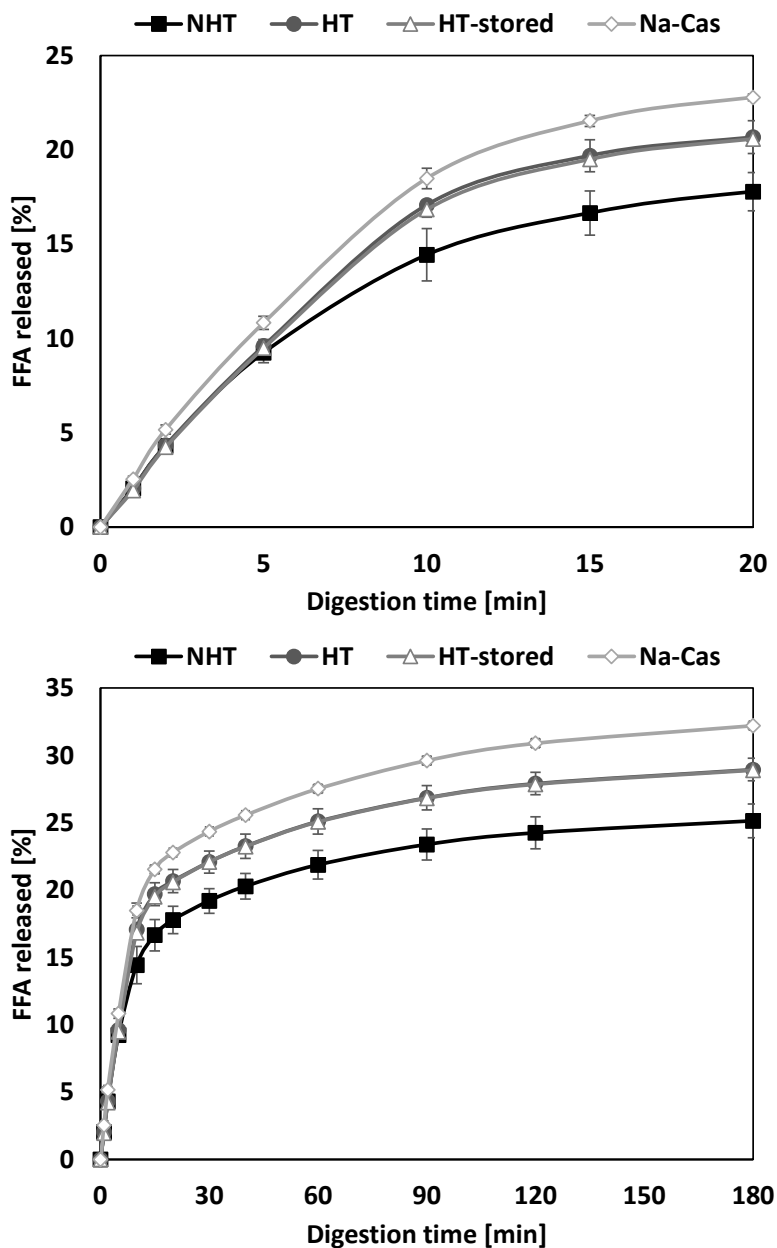 NHT HT HT-stored Na-Cas
25
20
15
10
5
0
FFA released [%]
0 5 10 15 20
Digestion time [min]
NHT HT HT-stored Na-Cas
35
30
25
20
15
10
5
0
FFA released [%]
0 30 60 90 120 150 180
Digestion time [min]